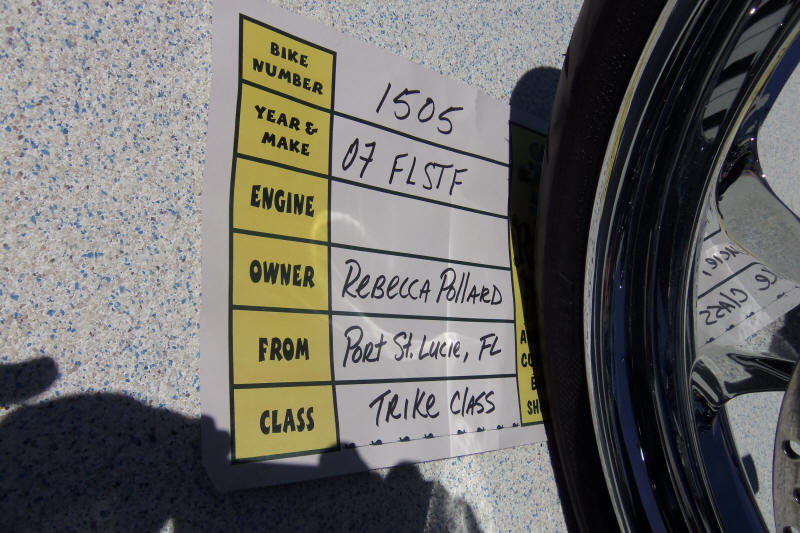 BIKE NUMBER 1505
YEAR & MAKE 07 FLSTF
ENGINE
OWNER REBECCA POLLARD
FROM PORT ST. LUCIE, FL
CLASS TRIKE CLASS
CLASS